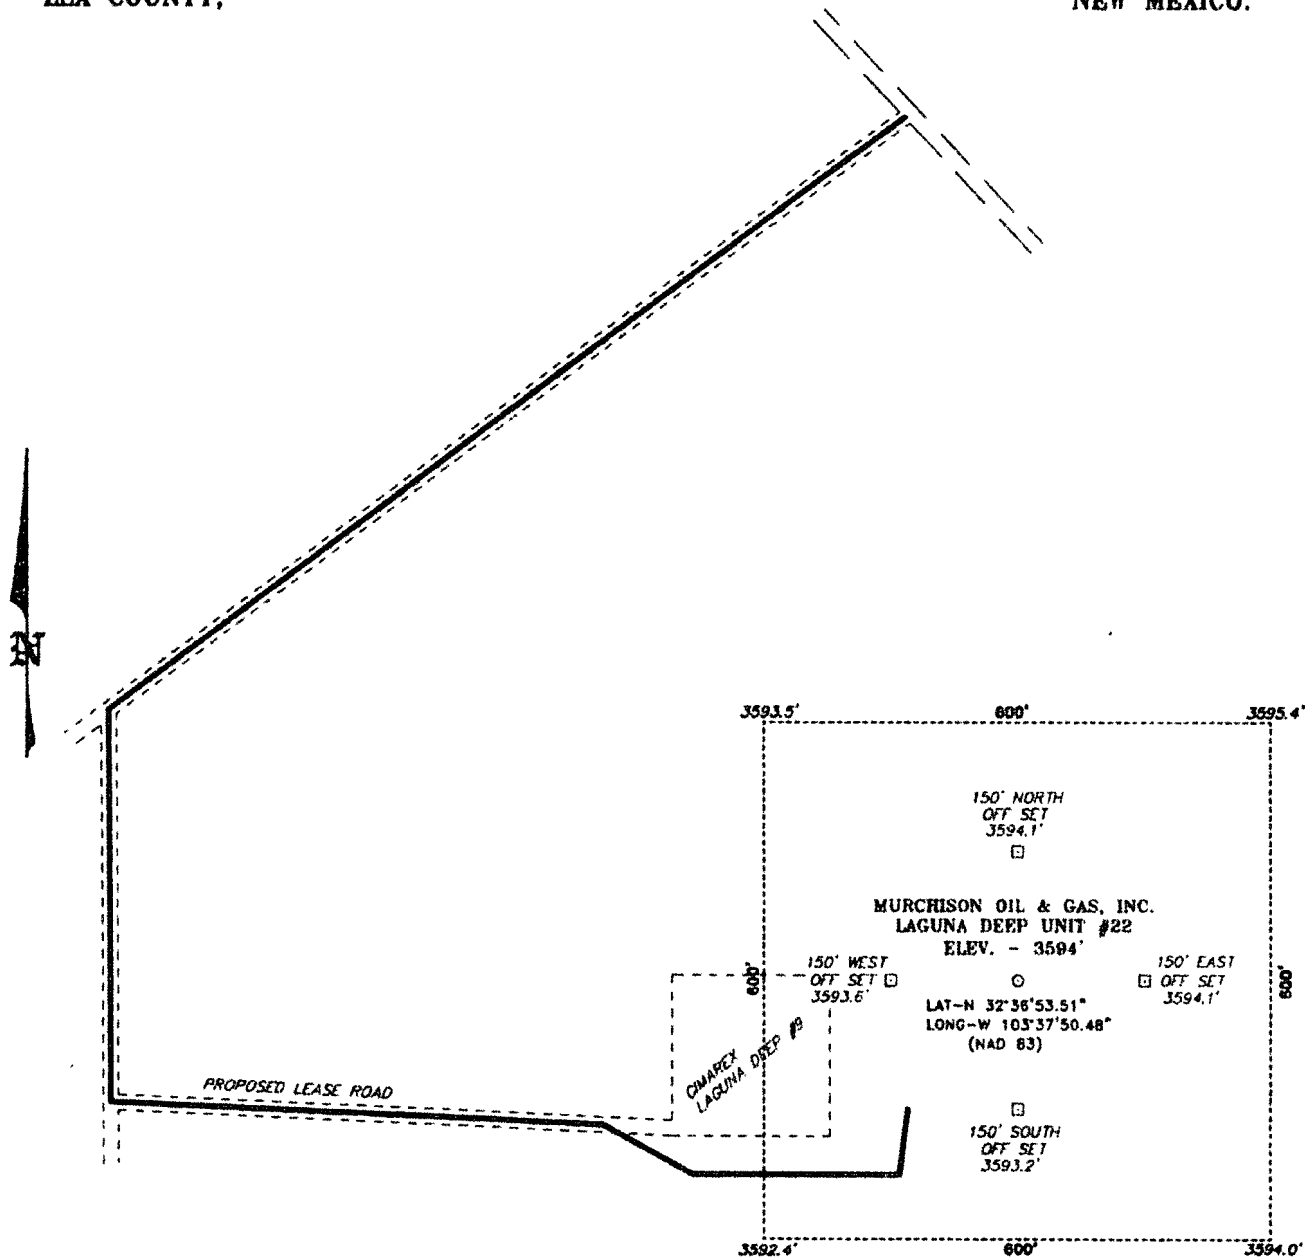 LEA COUNTY,
NEW MEXICO.
N
3593.5'
600'
3595.4'
150' NORTH
OFF SET
3594.1'
MURCHISON OIL & GAS, INC.
LAGUNA DEEP UNIT #22
ELEV. - 3594'
150' WEST
OFF SET
3593.6'
150' EAST
OFF SET
3594.1'
600'
600'
LAT-N 32°36'53.51"
LONG-W 103°37'50.48"
(NAD 83)
CIMAREX
LAGUNA DEEP #9
PROPOSED LEASE ROAD
150' SOUTH
OFF SET
3593.2'
3592.4'
600'
3594.0'